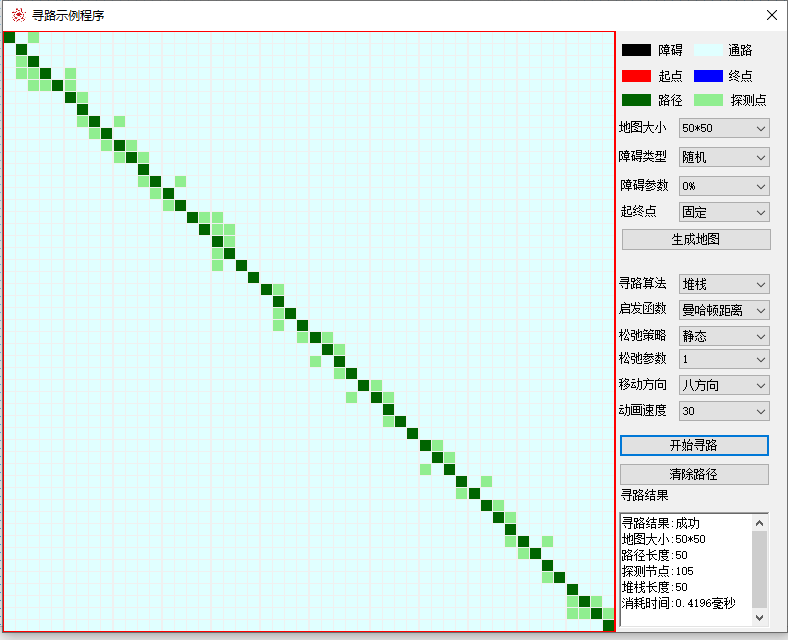 寻路示例程序
障碍 通路
起点 终点
路径 探测点
地图大小 50*50
障碍类型 随机
障碍参数 0%
起终点 固定
生成地图
寻路算法 堆栈
启发函数 曼哈顿距离
松弛策略 静态
松弛参数 1
移动方向 八方向
动画速度 30
开始寻路
清除路径
寻路结果
寻路结果:成功
地图大小:50*50
路径长度:50
探测节点:105
堆栈长度:50
消耗时间:0.4196毫秒